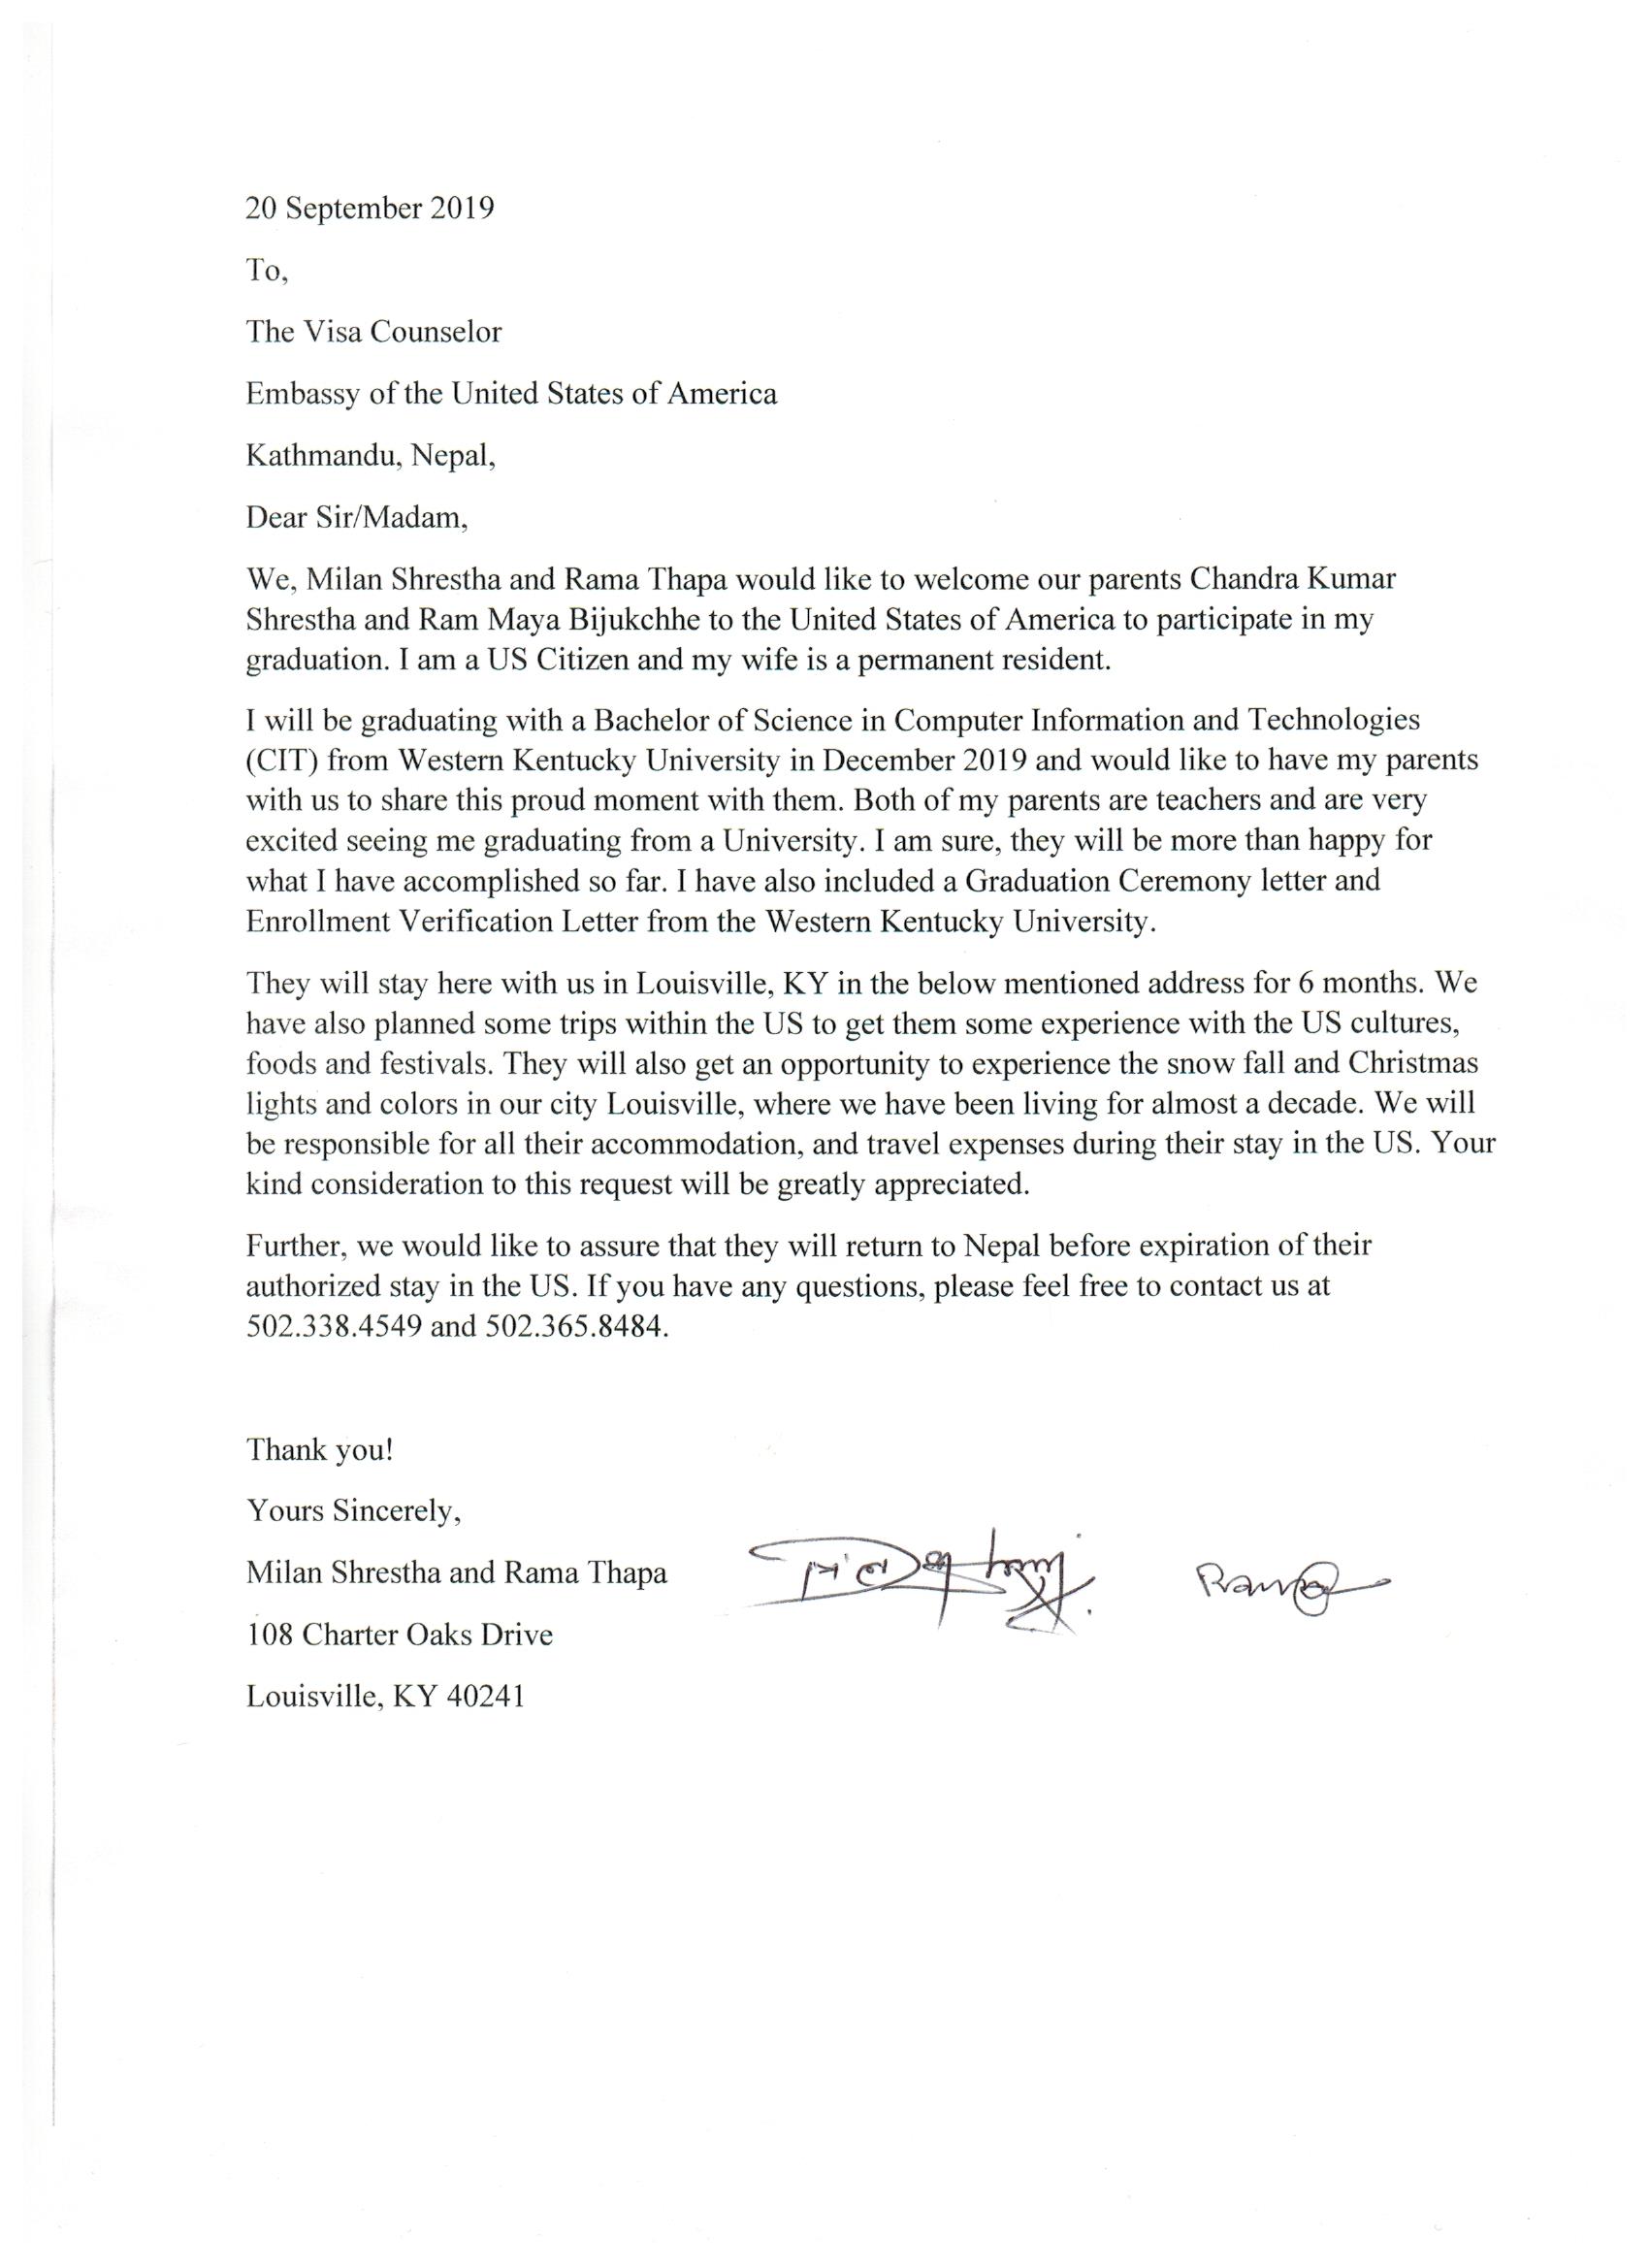 20 September 2019
To,
The Visa Counselor
Embassy of the United States of America
Kathmandu, Nepal,
Dear Sir/Madam,
We, Milan Shrestha and Rama Thapa would like to welcome our parents Chandra Kumar
Shrestha and Ram Maya Bijukchhe to the United States of America to participate in my
graduation. I am a US Citizen and my wife is a permanent resident.
I will be graduating with a Bachelor of Science in Computer Information and Technologies
(CIT) from Western Kentucky University in December 2019 and would like to have my parents
with us to share this proud moment with them. Both of my parents are teachers and are very
excited seeing me graduating from a University. I am sure, they will be more than happy for
what I have accomplished so far. I have also included a Graduation Ceremony letter and
Enrollment Verification Letter from the Western Kentucky University.
They will stay here with us in Louisville, KY in the below mentioned address for 6 months. We
have also planned some trips within the US to get them some experience with the US cultures,
foods and festivals. They will also get an opportunity to experience the snow fall and Christmas
lights and colors in our city Louisville, where we have been living for almost a decade. We will
be responsible for all their accommodation, and travel expenses during their stay in the US. Your
kind consideration to this request will be greatly appreciated.
Further, we would like to assure that they will return to Nepal before expiration of their
authorized stay in the US. If you have any questions, please feel free to contact us at
502.338.4549 and 502.365.8484.
Thank you!
Yours Sincerely,
Milan Shrestha and Rama Thapa
108 Charter Oaks Drive
Louisville, KY 40241